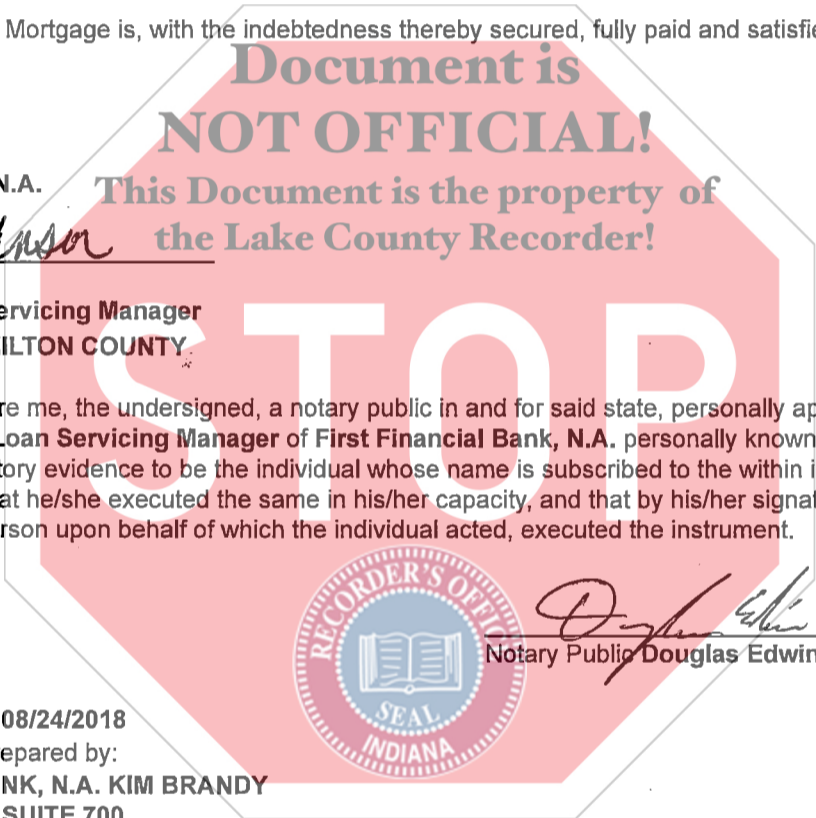 Mortgage is, with the indebtedness thereby secured, fully paid and satisfie
Document is
NOT OFFICIAL!
This Document is the property of
the Lake County Recorder!
N.A.
STOP
ervicing Manager
ILTON COUNTY
re me, the undersigned, a notary public in and for said state, personally ap
Loan Servicing Manager of First Financial Bank, N.A. personally known
tory evidence to be the individual whose name is subscribed to the within i
at he/she executed the same in his/her capacity, and that by his/her signat
rson upon behalf of which the individual acted, executed the instrument.
RECORDER'S OFFIC
SEAL
INDIANA
Notary Public Douglas Edwin
08/24/2018
epared by:
NK, N.A. KIM BRANDY
SUITE 700